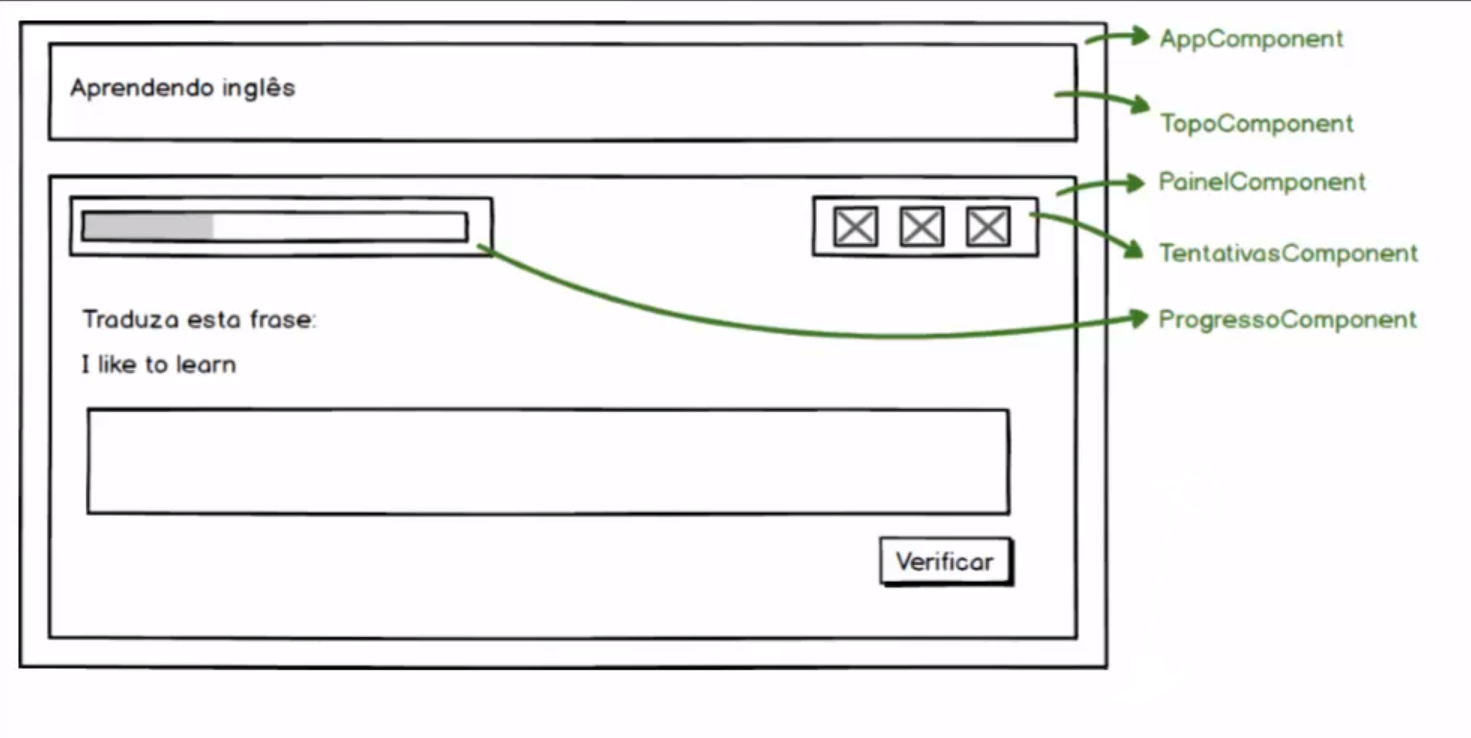 AppComponent
Aprendendo inglês
TopoComponent
PainelComponent
TentativasComponent
ProgressoComponent
Traduza esta frase:
I like to learn
Verificar